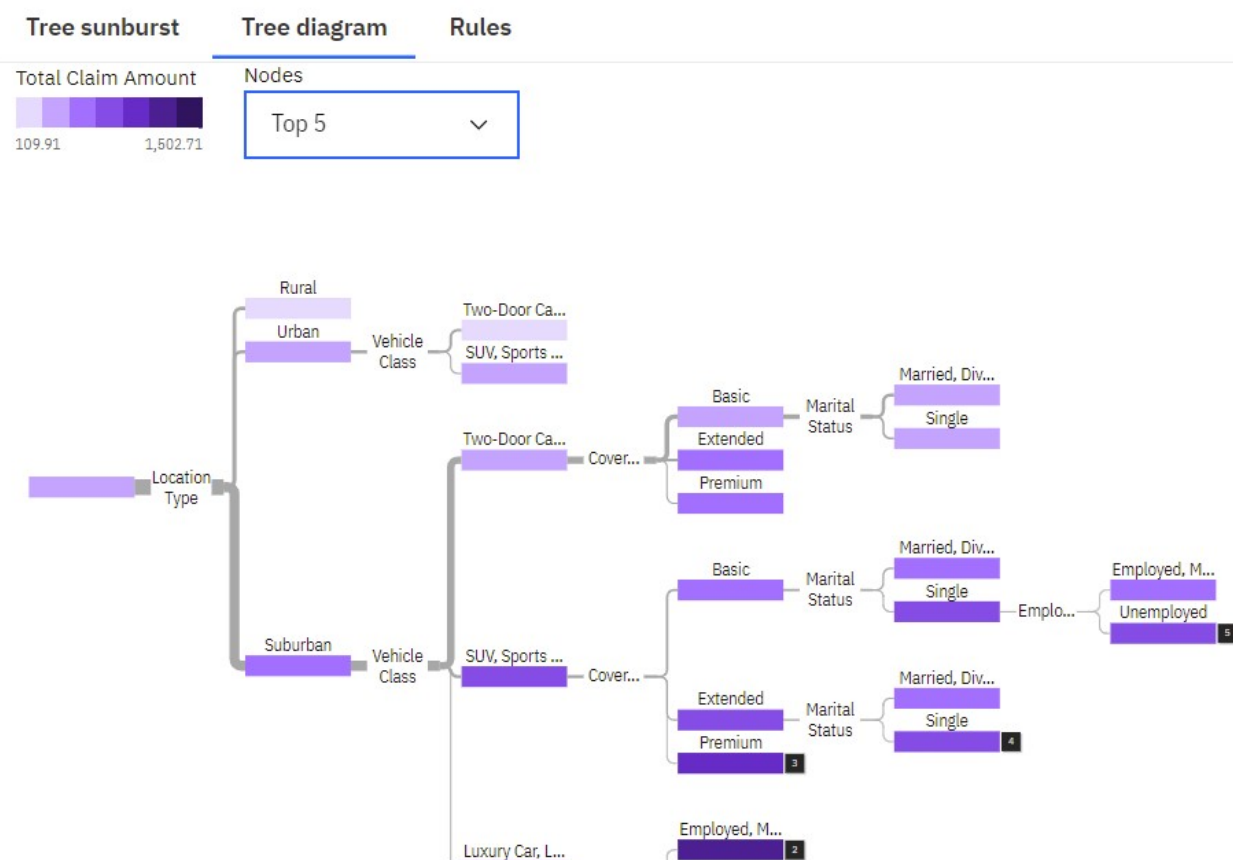 Tree sunburst
Tree diagram
Rules
Total Claim Amount
109.91
1,502.71
Nodes
Top 5
Location
Type
Rural
Urban
Vehicle
Class
Two-Door Ca...
SUV, Sports ...
Suburban
Vehicle
Class
Two-Door Ca...
Cover...
Basic
Extended
Premium
Marital
Status
Married, Div...
Single
SUV, Sports ...
Cover...
Basic
Marital
Status
Married, Div...
Single
Emplo...
Employed, M...
Unemployed
5
Extended
Marital
Status
Married, Div...
Single
4
Premium
3
Luxury Car, L...
Employed, M...
2